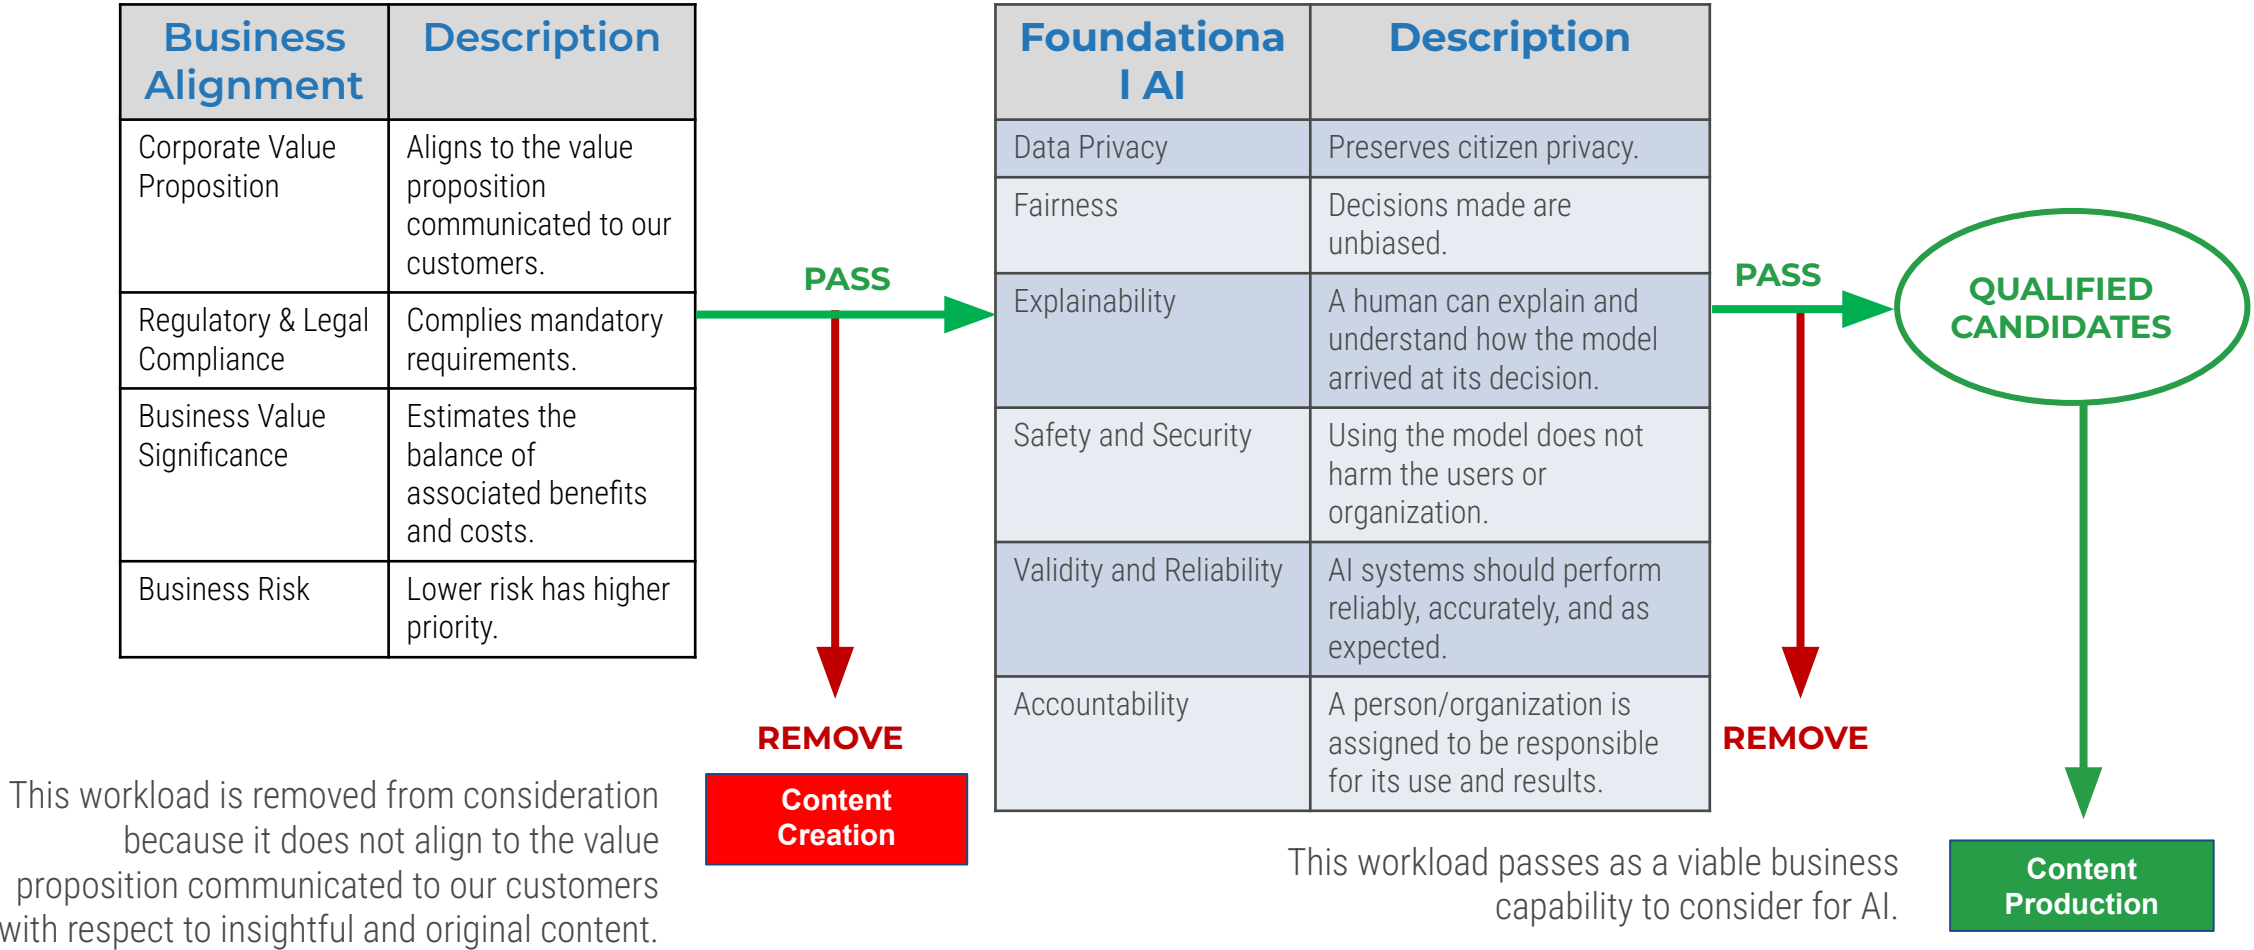 Business
Alignment
Description
Corporate Value
Proposition
Aligns to the value
proposition
communicated to our
customers.
Regulatory & Legal
Compliance
Complies mandatory
requirements.
Business Value
Significance
Estimates the
balance of
associated benefits
and costs.
Business Risk
Lower risk has higher
priority.
PASS
REMOVE
Content
Creation
This workload is removed from consideration
because it does not align to the value
proposition communicated to our customers
with respect to insightful and original content.
Foundationa
l AI
Description
Data Privacy
Preserves citizen privacy.
Fairness
Decisions made are
unbiased.
Explainability
A human can explain and
understand how the model
arrived at its decision.
Safety and Security
Using the model does not
harm the users or
organization.
Validity and Reliability
AI systems should perform
reliably, accurately, and as
expected.
Accountability
A person/organization is
assigned to be responsible
for its use and results.
PASS
REMOVE
QUALIFIED
CANDIDATES
This workload passes as a viable business
capability to consider for AI.
Content
Production